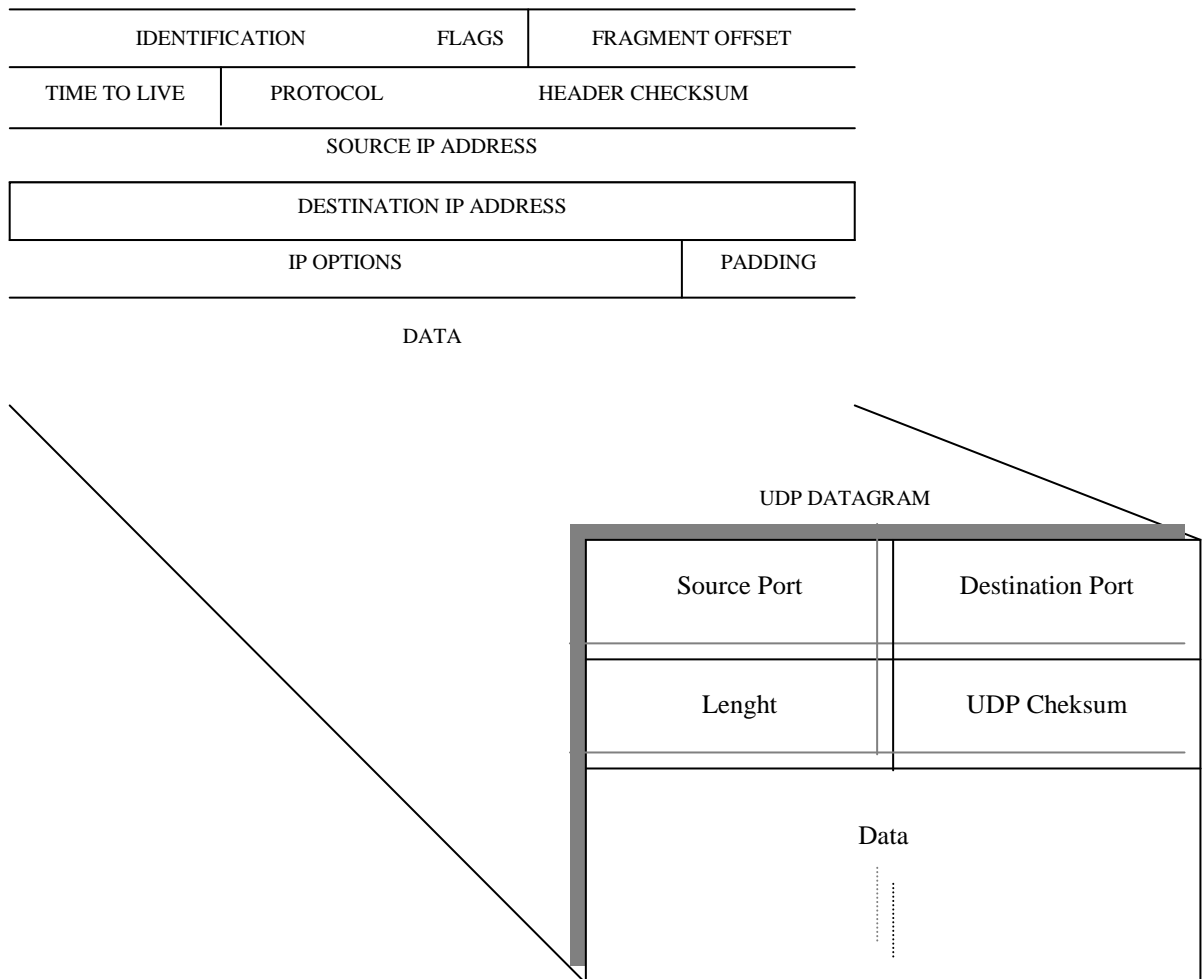 IDENTIFICATION FLAGS FRAGMENT OFFSET
TIME TO LIVE PROTOCOL HEADER CHECKSUM
SOURCE IP ADDRESS
DESTINATION IP ADDRESS
IP OPTIONS PADDING
DATA
UDP DATAGRAM
Source Port Destination Port
Lenght UDP Cheksum
Data